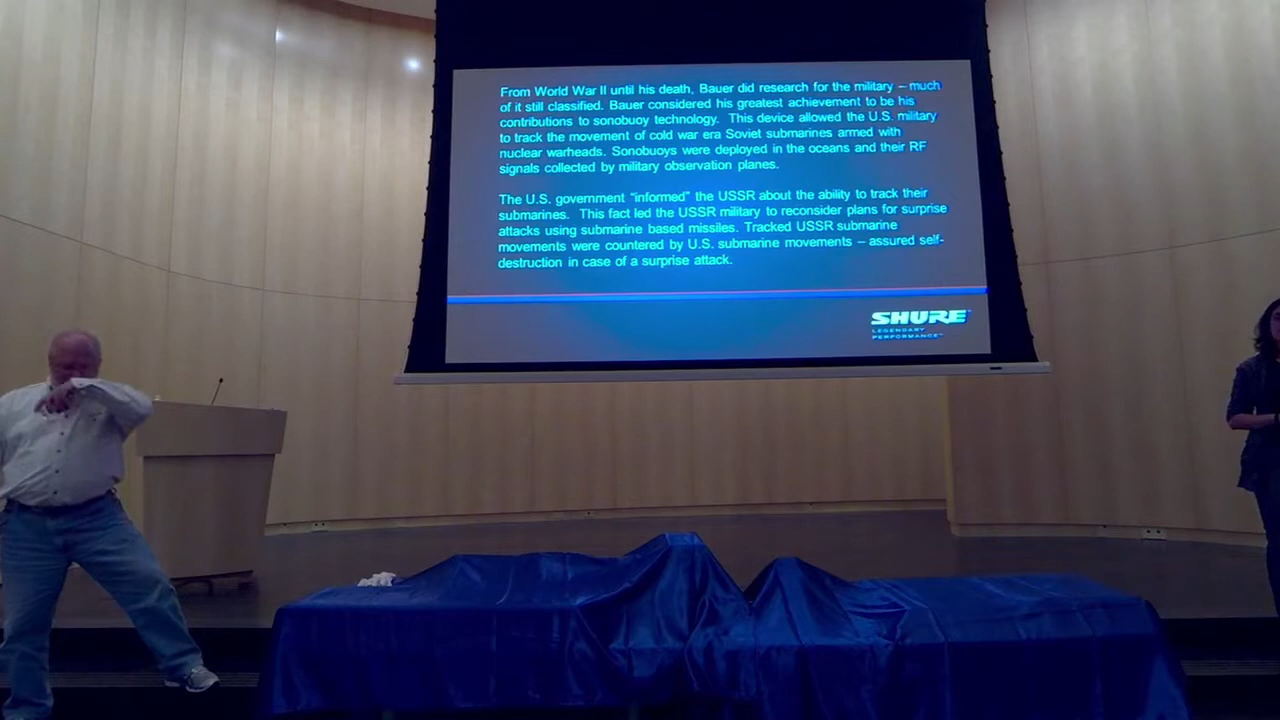 From World War II until his death, Bauer did research for the military – much
of it still classified. Bauer considered his greatest achievement to be his
contributions to sonobuoy technology.  This device allowed the U.S. military
to track the movement of cold war era Soviet submarines armed with
nuclear warheads. Sonobuoys were deployed in the oceans and their RF
signals collected by military observation planes.
The U.S. government "informed" the USSR about the ability to track their
submarines.  This fact led the USSR military to reconsider plans for surprise
attacks using submarine based missiles. Tracked USSR submarine
movements were countered by U.S. submarine movements – assured self-
destruction in case of a surprise attack.
SHURE
LEGENDARY
PERFORMANCE™